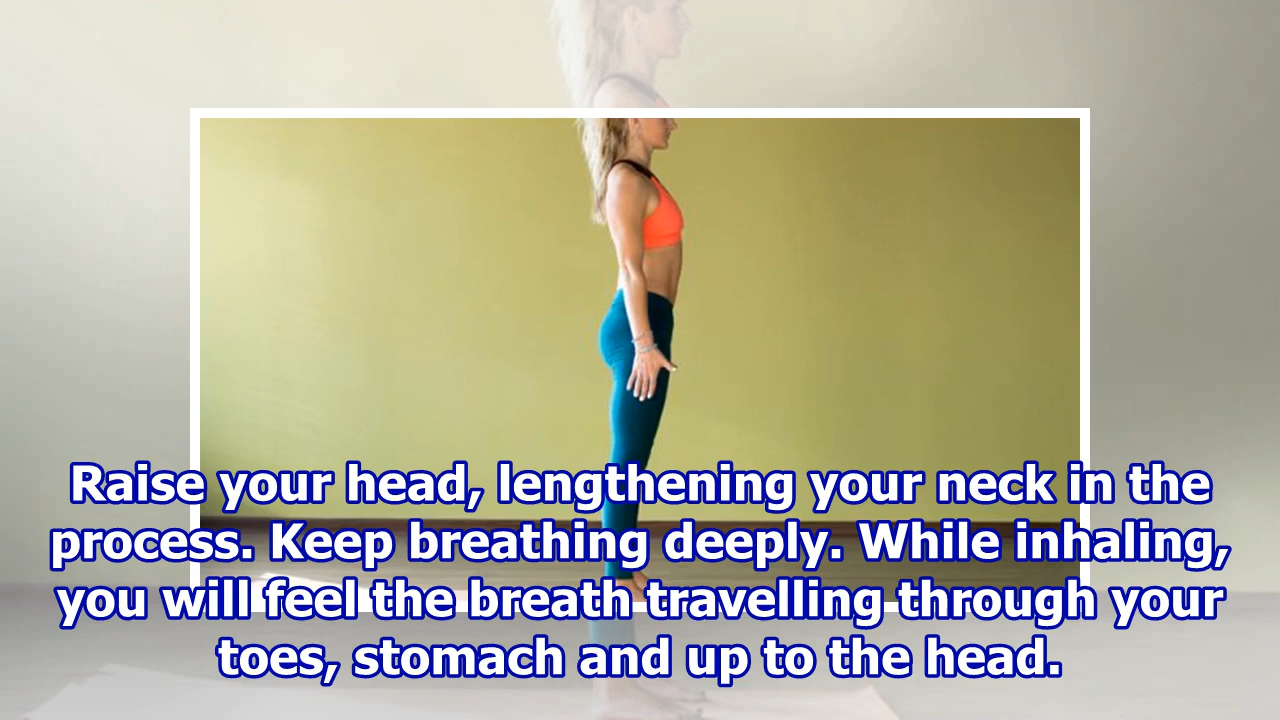 Raise your head, lengthening your neck in the
process. Keep breathing deeply. While inhaling,
you will feel the breath travelling through your
toes, stomach and up to the head.